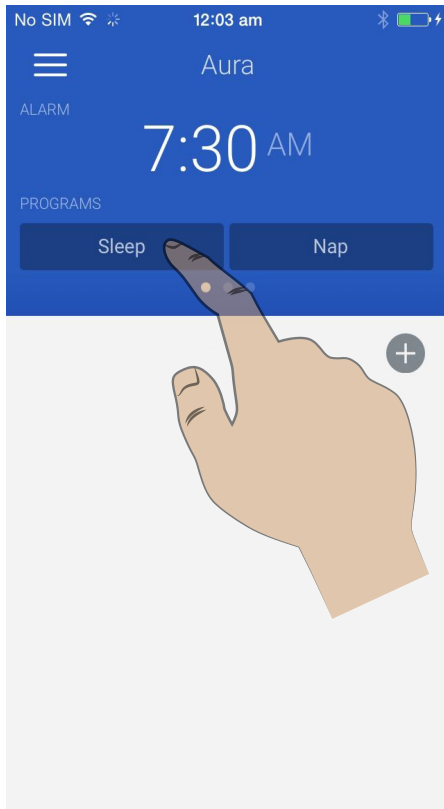 No SIM 12:03 am
Aura
ALARM
7:30 AM
PROGRAMS
Sleep Nap